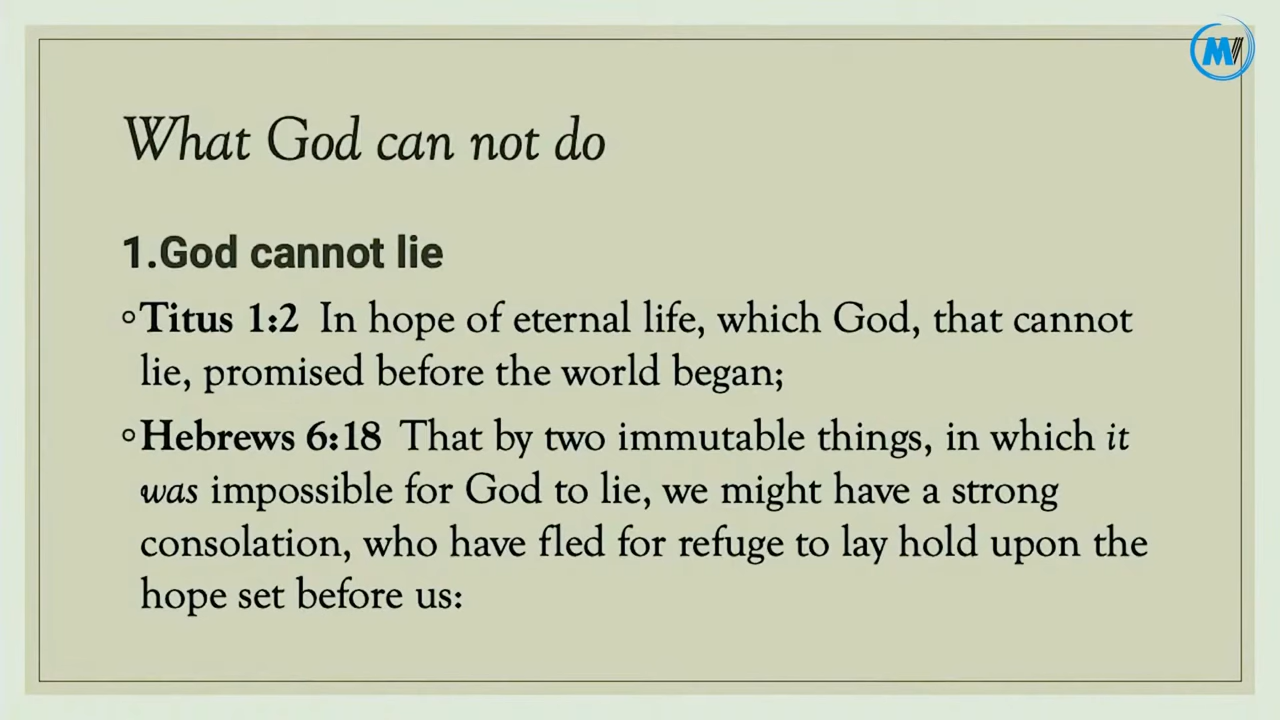 What God can not do
1.God cannot lie
◦Titus 1:2 In hope of eternal life, which God, that cannot
lie, promised before the world began;
◦Hebrews 6:18 That by two immutable things, in which it
was impossible for God to lie, we might have a strong
consolation, who have fled for refuge to lay hold upon the
hope set before us:
M